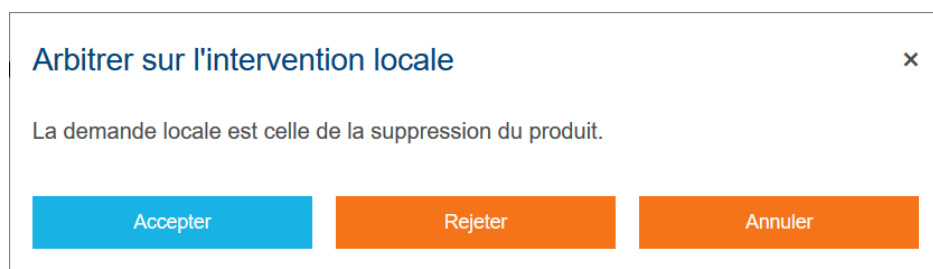 Arbitrer sur l'intervention locale ×
La demande locale est celle de la suppression du produit.
Accepter Rejeter Annuler